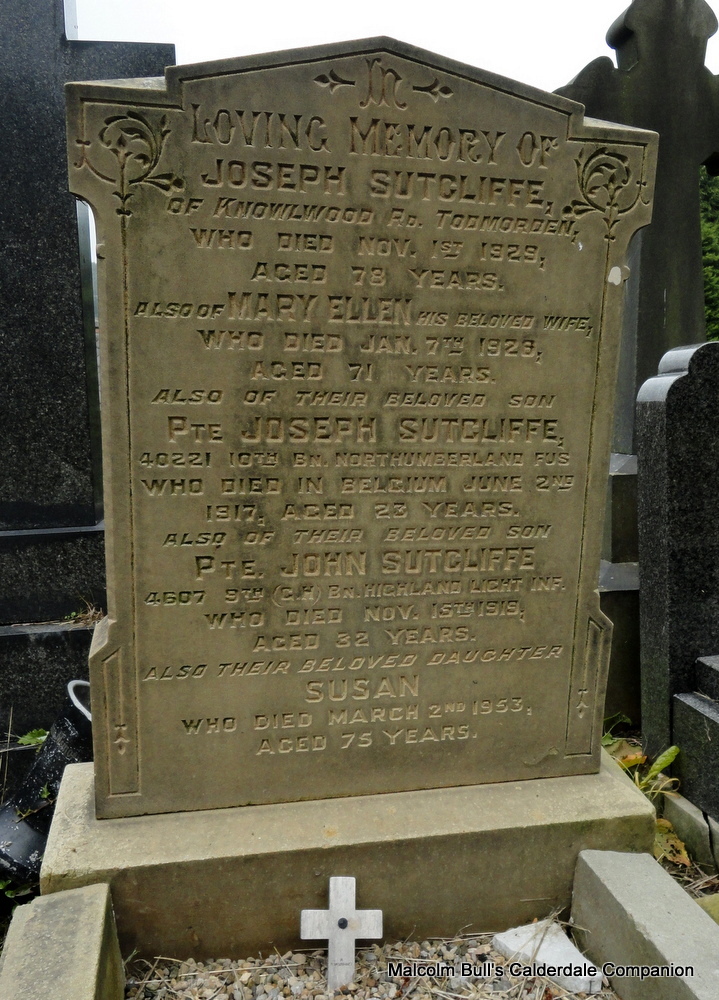 In
LOVING MEMORY OF
JOSEPH SUTCLIFFE,
OF KNOWLWOOD RD. TODMORDEN,
WHO DIED NOV. 1ST 1929,
AGED 78 YEARS.
ALSO OF MARY ELLEN HIS BELOVED WIFE,
WHO DIED JAN. 7TH 1928,
AGED 71 YEARS.
ALSO OF THEIR BELOVED SON
PTE JOSEPH SUTCLIFFE,
40221 10TH BN. NORTHUMBERLAND FUS
WHO DIED IN BELGIUM JUNE 2ND
1917, AGED 23 YEARS.
ALSO OF THEIR BELOVED SON
PTE. JOHN SUTCLIFFE
4607 9TH (G.H) BN. HIGHLAND LIGHT INF.
WHO DIED NOV. 15TH 1919,
AGED 32 YEARS.
ALSO THEIR BELOVED DAUGHTER
SUSAN
WHO DIED MARCH 2ND 1953,
AGED 75 YEARS.
Malcolm Bull's Calderdale Companion